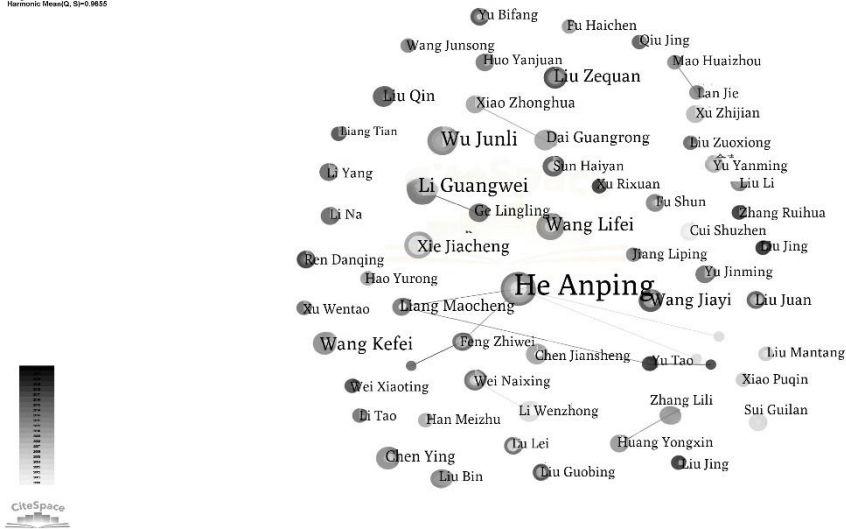 Harmonic Mean(Q, S)=0.9855
Yu Bifang
Fu Haichen
Wang Junsong
Qiu Jing
Huo Yanjuan
Mao Huaizhou
Liu Zequan
Liu Qin
Lan Jie
Xiao Zhonghua
Xu Zhijian
Liang Tian
Wu Junli
Dai Guangrong
Liu Zuoxiong
Li Yang
Sun Haiyan
Yu Yanming
Li Guangwei
Xu Rixuan
Liu Li
Li Na
Ge Lingling
Fu Shun
Zhang Ruihua
Wang Lifei
Cui Shuzhen
Xie Jiacheng
Liu Jing
Ren Danqing
Jiang Liping
Hao Yurong
Yu Jinming
He Anping
Xu Wentao
Liang Maocheng
Wang Jiayi
Liu Juan
Wang Kefei
Feng Zhiwei
Chen Jiansheng
Yu Tao
Liu Mantang
Wei Xiaoting
Wei Naixing
Xiao Puqin
Li Tao
Han Meizhu
Li Wenzhong
Zhang Lili
Sui Guilan
Lu Lei
Huang Yongxin
Chen Ying
Liu Bin
Liu Guobing
Liu Jing
CiteSpace